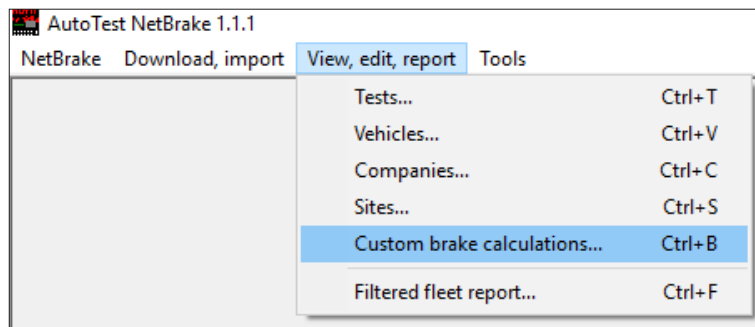 AutoTest NetBrake 1.1.1
NetBrake Download, import View, edit, report Tools
Tests... Ctrl+T
Vehicles... Ctrl+V
Companies... Ctrl+C
Sites... Ctrl+S
Custom brake calculations... Ctrl+B
Filtered fleet report... Ctrl+F